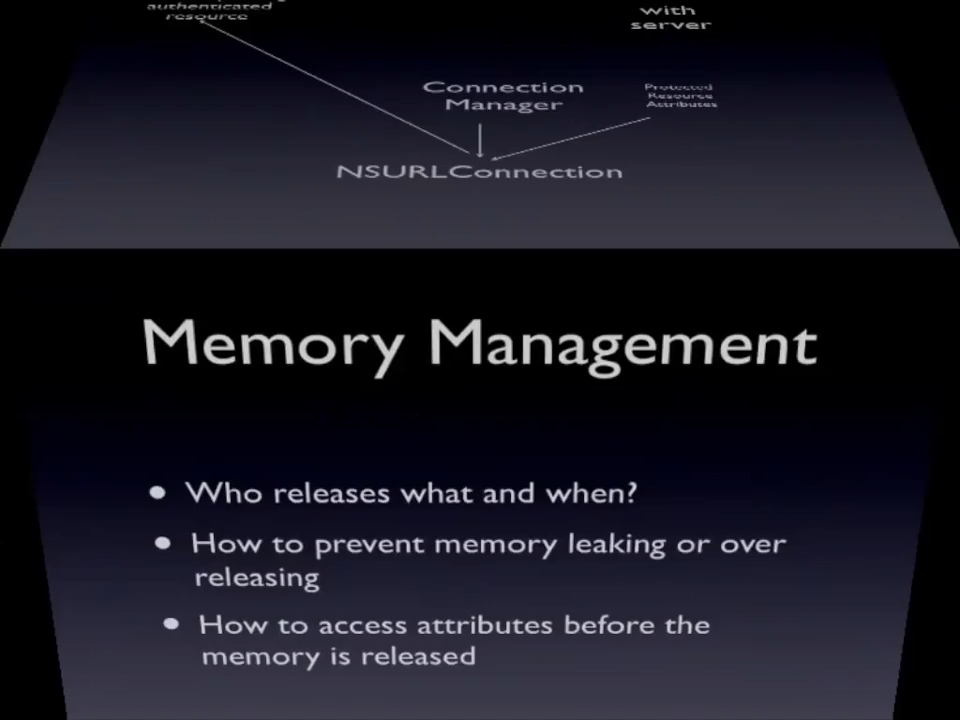 authenticated
resource
with
server
Connection
Manager
Protected
Resource
Attributes
NSURLConnection
Memory Management
• Who releases what and when?
• How to prevent memory leaking or over
releasing
• How to access attributes before the
memory is released